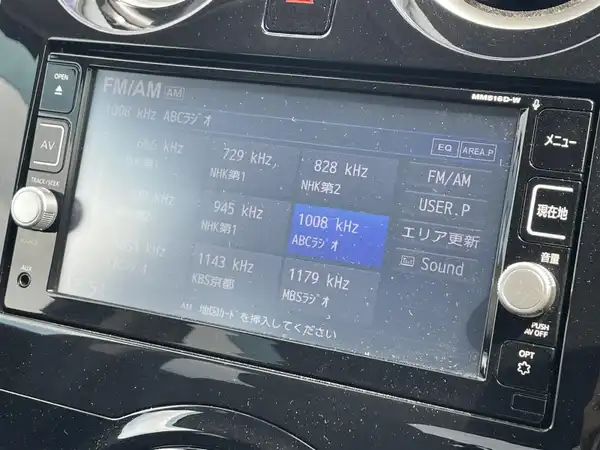 OPEN
AV
TRACK/SEEK
AUX
MM516D-W
FM/AM AM
1008 kHz ABCラジオ
EQ AREA.P
666 kHz
729 kHz
NHK第1
828 kHz
NHK第2
945 kHz
NHK第1
1008 kHz
ABCラジオ
1143 kHz
KBS京都
1179 kHz
MBSラジオ
FM/AM
USER.P
エリア更新
Sound
AM 地図カードを挿入してください
メニュー
現在地
音量
PUSH
AV OFF
OPT